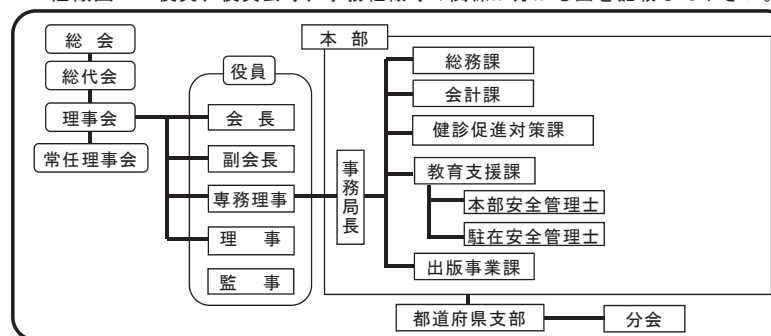 総会
総代会
理事会
常任理事会
役員
会長
副会長
専務理事
理事
監事
本部
事務局長
総務課
会計課
健診促進対策課
教育支援課
本部安全管理士
駐在安全管理士
出版事業課
都道府県支部
分会